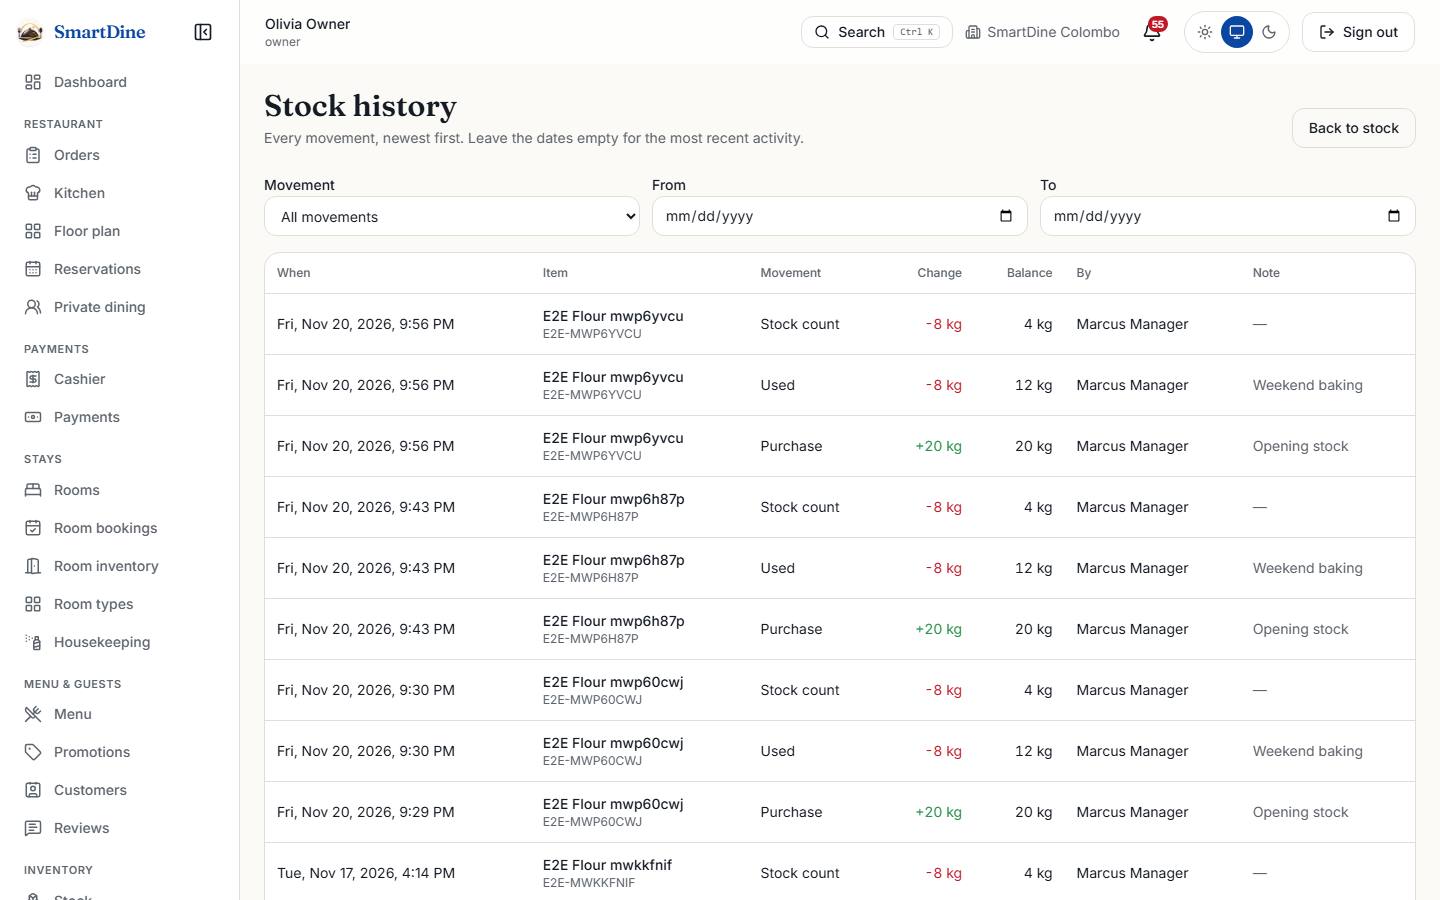 SmartDine
Dashboard
RESTAURANT
Orders
Kitchen
Floor plan
Reservations
Private dining
PAYMENTS
Cashier
Payments
STAYS
Rooms
Room bookings
Room inventory
Room types
Housekeeping
MENU & GUESTS
Menu
Promotions
Customers
Reviews
INVENTORY
Stock
Olivia Owner
owner
Search Ctrl K
SmartDine Colombo
55
Sign out
Stock history
Every movement, newest first. Leave the dates empty for the most recent activity.
Back to stock
Movement From To
All movements mm/dd/yyyy mm/dd/yyyy
When Item Movement Change Balance By Note
Fri, Nov 20, 2026, 9:56 PM E2E Flour mwp6yvcu Stock count -8 kg 4 kg Marcus Manager —
E2E-MWP6YVCU
Fri, Nov 20, 2026, 9:56 PM E2E Flour mwp6yvcu Used -8 kg 12 kg Marcus Manager Weekend baking
E2E-MWP6YVCU
Fri, Nov 20, 2026, 9:56 PM E2E Flour mwp6yvcu Purchase +20 kg 20 kg Marcus Manager Opening stock
E2E-MWP6YVCU
Fri, Nov 20, 2026, 9:43 PM E2E Flour mwp6h87p Stock count -8 kg 4 kg Marcus Manager —
E2E-MWP6H87P
Fri, Nov 20, 2026, 9:43 PM E2E Flour mwp6h87p Used -8 kg 12 kg Marcus Manager Weekend baking
E2E-MWP6H87P
Fri, Nov 20, 2026, 9:43 PM E2E Flour mwp6h87p Purchase +20 kg 20 kg Marcus Manager Opening stock
E2E-MWP6H87P
Fri, Nov 20, 2026, 9:30 PM E2E Flour mwp60cwj Stock count -8 kg 4 kg Marcus Manager —
E2E-MWP60CWJ
Fri, Nov 20, 2026, 9:30 PM E2E Flour mwp60cwj Used -8 kg 12 kg Marcus Manager Weekend baking
E2E-MWP60CWJ
Fri, Nov 20, 2026, 9:29 PM E2E Flour mwp60cwj Purchase +20 kg 20 kg Marcus Manager Opening stock
E2E-MWP60CWJ
Tue, Nov 17, 2026, 4:14 PM E2E Flour mwkkfnif Stock count -8 kg 4 kg Marcus Manager —
E2E-MWKKFNIF